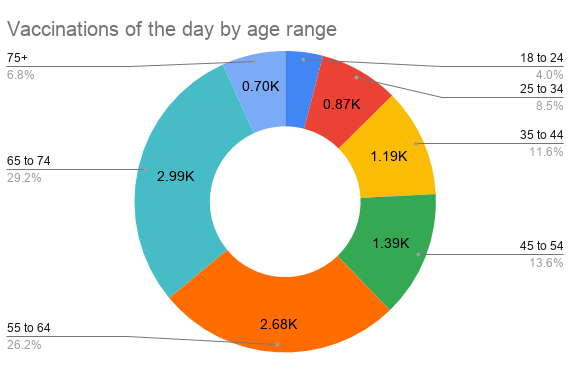 Vaccinations of the day by age range
75+
6.8%
18 to 24
4.0%
25 to 34
8.5%
35 to 44
11.6%
45 to 54
13.6%
55 to 64
26.2%
65 to 74
29.2%
0.70K
0.87K
1.19K
1.39K
2.68K
2.99K